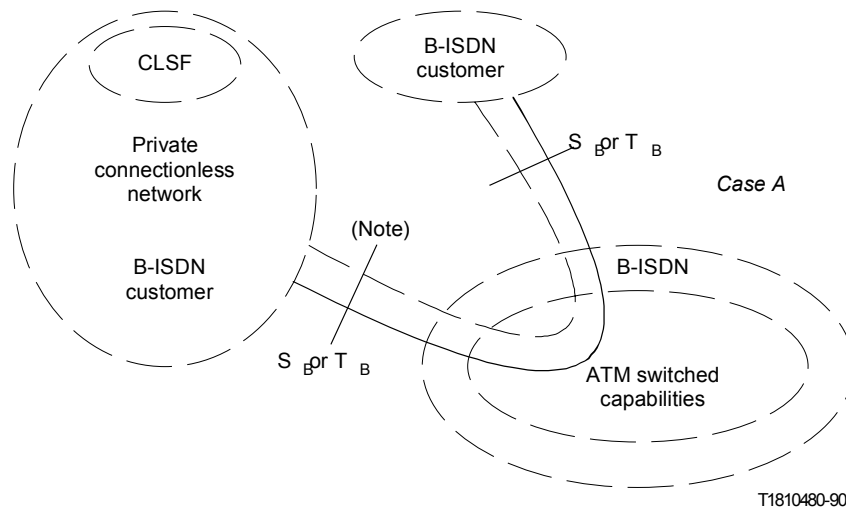 CLSF
B-ISDN
customer
Private
connectionless
network
S B or T B
Case A
(Note)
B-ISDN
customer
B-ISDN
S B or T B
ATM switched
capabilities
T1810480-90